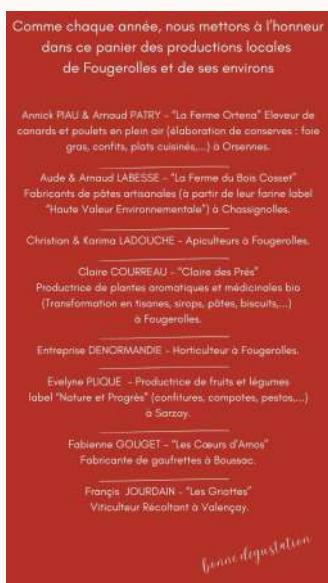 Comme chaque année, nous mettons à l'honneur
dans ce panier des productions locales
de Fougerolles et de ses environs
Annick PIAU & Arnaud PATRY - "La Ferme Ortena" Eleveur de
canards et poulets en plein air (élaboration de conserves : foie
gras, confits, plats cuisinés,...) à Orsennes.
Aude & Arnaud LABESSE - "La Ferme du Bois Cosset"
Fabricants de pâtes artisanales (à partir de leur farine label
"Haute Valeur Environnementale") à Chassignolles.
Christian & Karima LADOUCHE - Apiculteurs à Fougerolles.
Claire COURREAU - "Claire des Prés"
Productrice de plantes aromatiques et médicinales bio
(Transformation en tisanes, sirops, pâtes, biscuits,...)
à Fougerolles.
Entreprise DENORMANDIE - Horticulteur à Fougerolles.
Evelyne PLIQUE - Productrice de fruits et légumes
label "Nature et Progrès" (confitures, compotes, pestos,...)
à Sarzay.
Fabienne GOUGET - "Les Cœurs d'Amos"
Fabricante de gaufrettes à Boussac.
Françis JOURDAIN - "Les Griottes"
Viticulteur Récoltant à Valençay.
bonne degustation